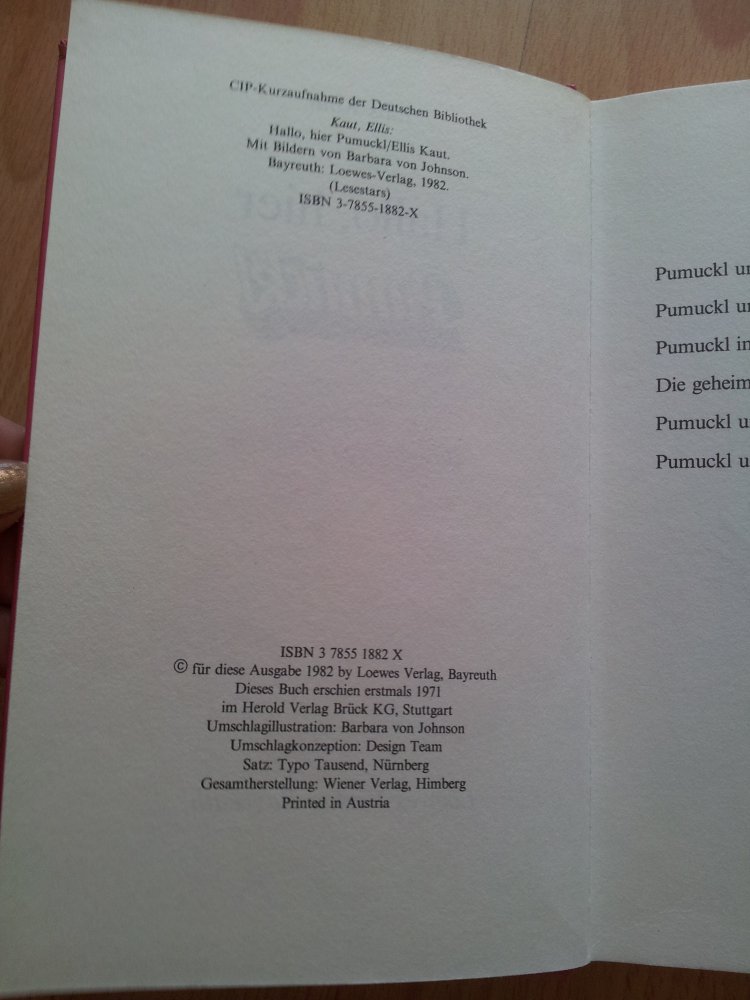 CIP-Kurzaufnahme der Deutschen Bibliothek
Kaut, Ellis:
Hallo, hier Pumuckl/Ellis Kaut.
Mit Bildern von Barbara von Johnson.
Bayreuth: Loewes-Verlag, 1982.
(Lesestars)
ISBN 3-7855-1882-X
ISBN 3 7855 1882 X
© für diese Ausgabe 1982 by Loewes Verlag, Bayreuth
Dieses Buch erschien erstmals 1971
im Herold Verlag Brück KG, Stuttgart
Umschlagillustration: Barbara von Johnson
Umschlagkonzeption: Design Team
Satz: Typo Tausend, Nürnberg
Gesamtherstellung: Wiener Verlag, Himberg
Printed in Austria
Pumuckl
Pumuckl
Pumuckl
Die
Pumuckl
Pumuckl